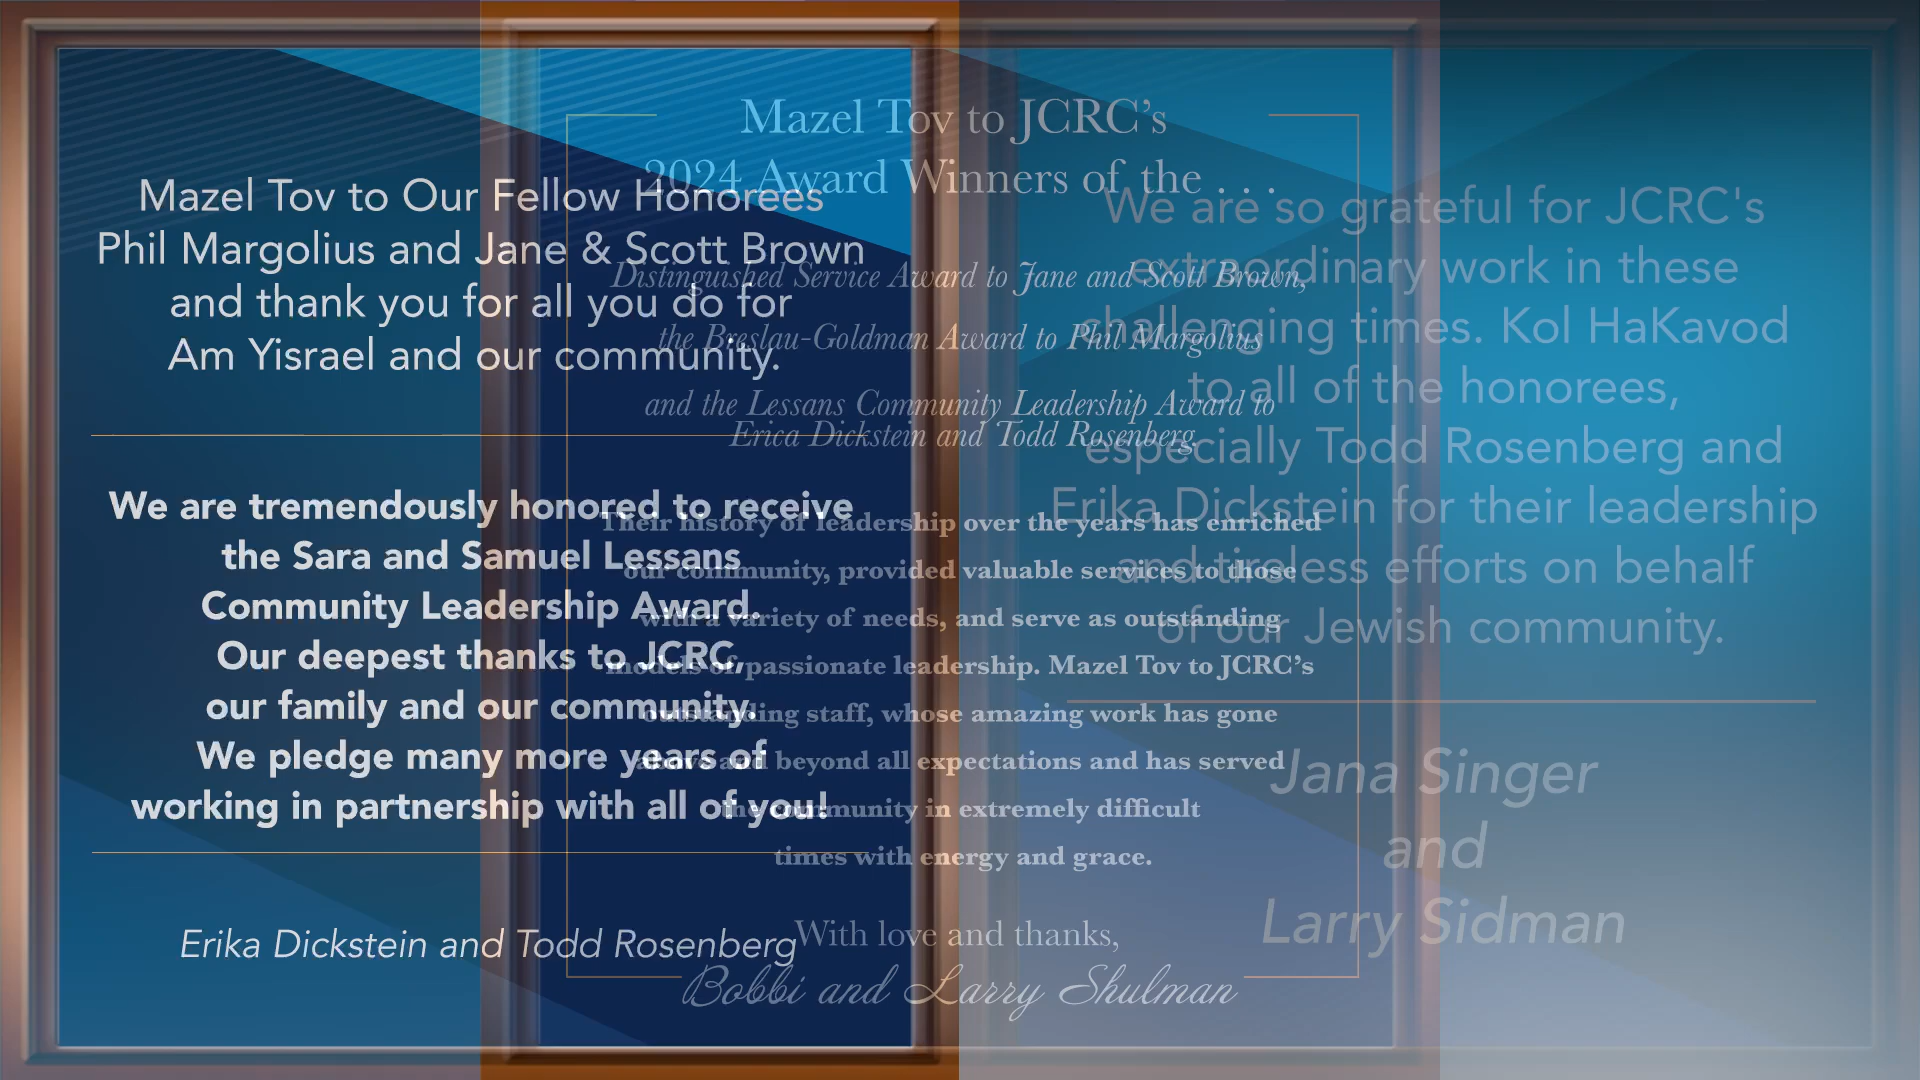 Mazel Tov to Our Fellow Honorees
Phil Margolius and Jane & Scott Brown
and thank you for all you do for
Am Yisrael and our community.
We are tremendously honored to receive
the Sara and Samuel Lessans
Community Leadership Award.
Our deepest thanks to JCRC,
our family and our community.
We pledge many more years of
working in partnership with all of you!
Erika Dickstein and Todd Rosenberg
Mazel Tov to JCRC’s
2024 Award Winners of the . . .
Distinguished Service Award to Jane and Scott Brown,
the Breslau-Goldman Award to Phil Margolius
and the Lessans Community Leadership Award to
Erica Dickstein and Todd Rosenberg.
Their history of leadership over the years has enriched
our community, provided valuable services to those
with a variety of needs, and serve as outstanding
models of passionate leadership. Mazel Tov to JCRC’s
outstanding staff, whose amazing work has gone
above and beyond all expectations and has served
the community in extremely difficult
times with energy and grace.
With love and thanks,
Bobbi and Larry Shulman
We are so grateful for JCRC's
extraordinary work in these
challenging times. Kol HaKavod
to all of the honorees,
especially Todd Rosenberg and
Erika Dickstein for their leadership
and tireless efforts on behalf
of our Jewish community.
Jana Singer
and
Larry Sidman